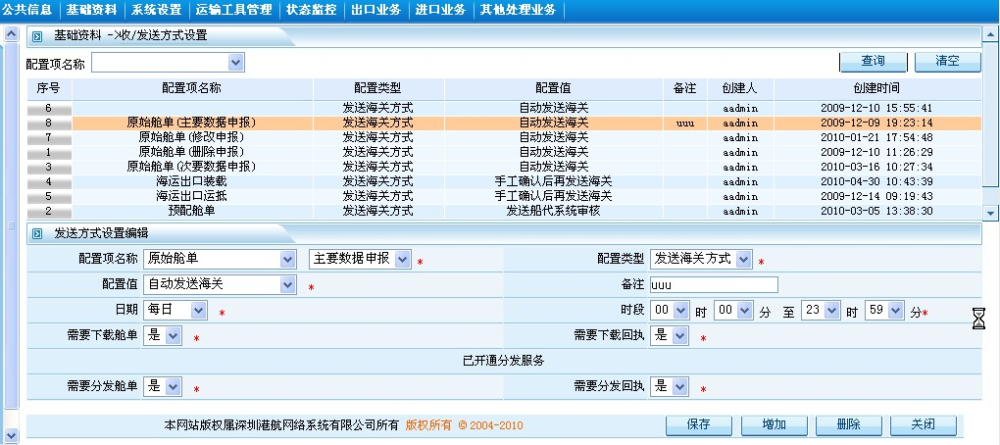 公共信息 基础资料 系统设置 运输工具管理 状态监控 出口业务 进口业务 其他处理业务
基础资料 ->收/发送方式设置
配置项名称 查询 清空
序号 配置项名称 配置类型 配置值 备注 创建人 创建时间
6 发送海关方式 自动发送海关 aadmin 2009-12-10 15:55:41
8 原始舱单(主要数据申报) 发送海关方式 自动发送海关 uuu aadmin 2009-12-09 19:23:14
7 原始舱单(修改申报) 发送海关方式 自动发送海关 aadmin 2010-01-21 17:54:48
1 原始舱单(删除申报) 发送海关方式 自动发送海关 aadmin 2009-12-10 11:26:29
3 原始舱单(次要数据申报) 发送海关方式 自动发送海关 aadmin 2010-03-16 10:27:34
4 海运出口装载 发送海关方式 手工确认后再发送海关 aadmin 2010-04-30 10:43:39
5 海运出口运抵 发送海关方式 手工确认后再发送海关 aadmin 2009-12-14 09:19:43
2 预配舱单 发送海关方式 发送船代系统审核 aadmin 2010-03-05 13:38:30
发送方式设置编辑
配置项名称 原始舱单 主要数据申报 * 配置类型 发送海关方式 *
配置值 自动发送海关 * 备注 uuu
日期 每日 * 时段 00 时 00 分 至 23 时 59 分*
需要下载舱单 是 * 需要下载回执 是 *
已开通分发服务
需要分发舱单 是 * 需要分发回执 是 *
本网站版权属深圳港航网络系统有限公司所有 版权所有 © 2004-2010 保存 增加 删除 关闭